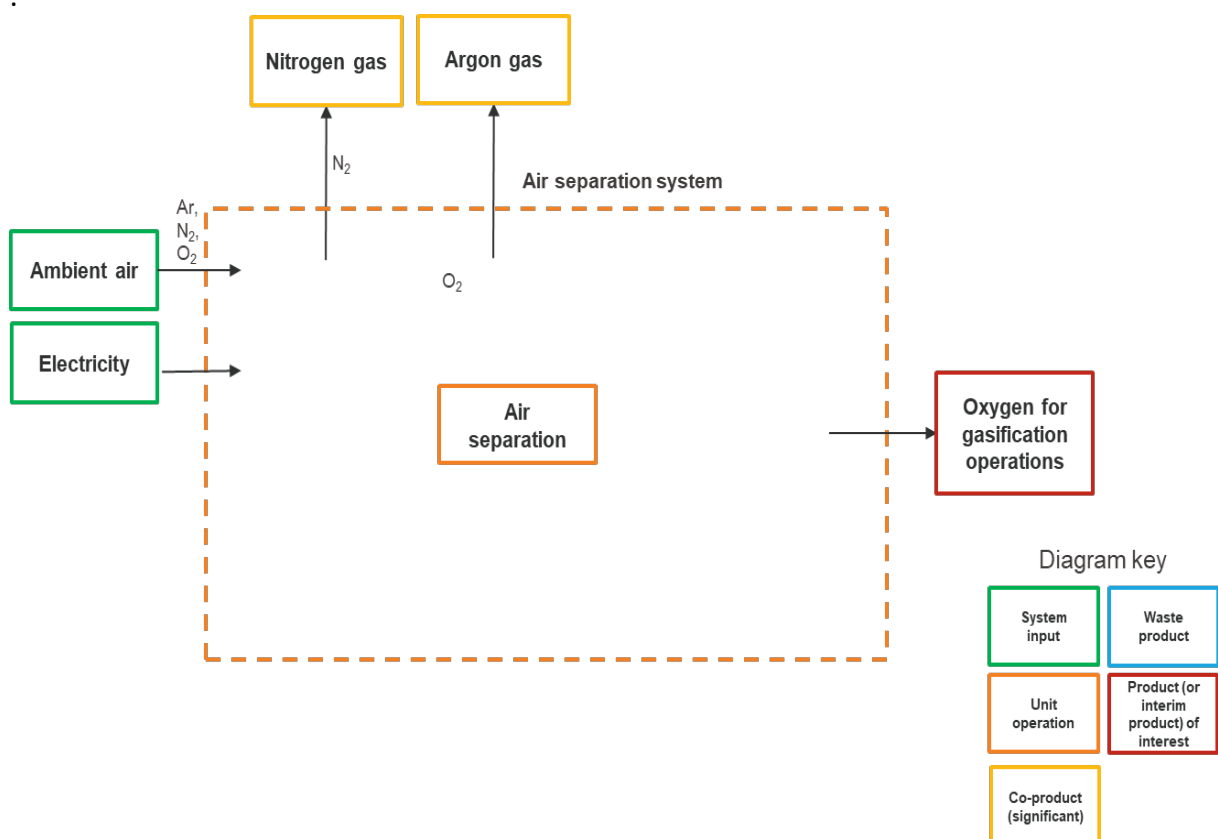 .
Nitrogen gas
Argon gas
N₂
Air separation system
Ar,
N₂,
O₂
Ambient air
O₂
Electricity
Air
separation
Oxygen for
gasification
operations
Diagram key
System
input
Waste
product
Unit
operation
Product (or
interim
product) of
interest
Co-product
(significant)